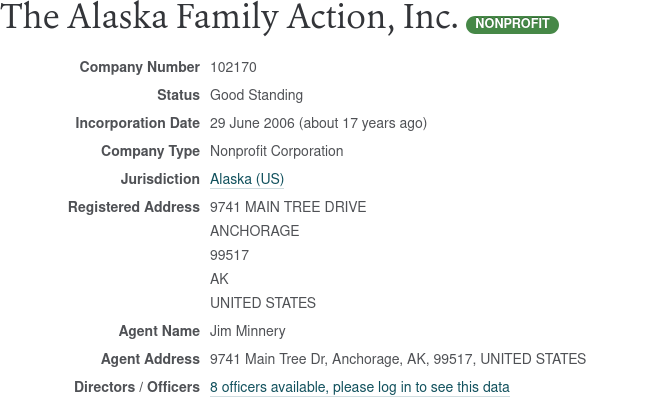 The Alaska Family Action, Inc. NONPROFIT
Company Number 102170
Status Good Standing
Incorporation Date 29 June 2006 (about 17 years ago)
Company Type Nonprofit Corporation
Jurisdiction Alaska (US)
Registered Address 9741 MAIN TREE DRIVE
ANCHORAGE
99517
AK
UNITED STATES
Agent Name Jim Minnery
Agent Address 9741 Main Tree Dr, Anchorage, AK, 99517, UNITED STATES
Directors / Officers 8 officers available, please log in to see this data